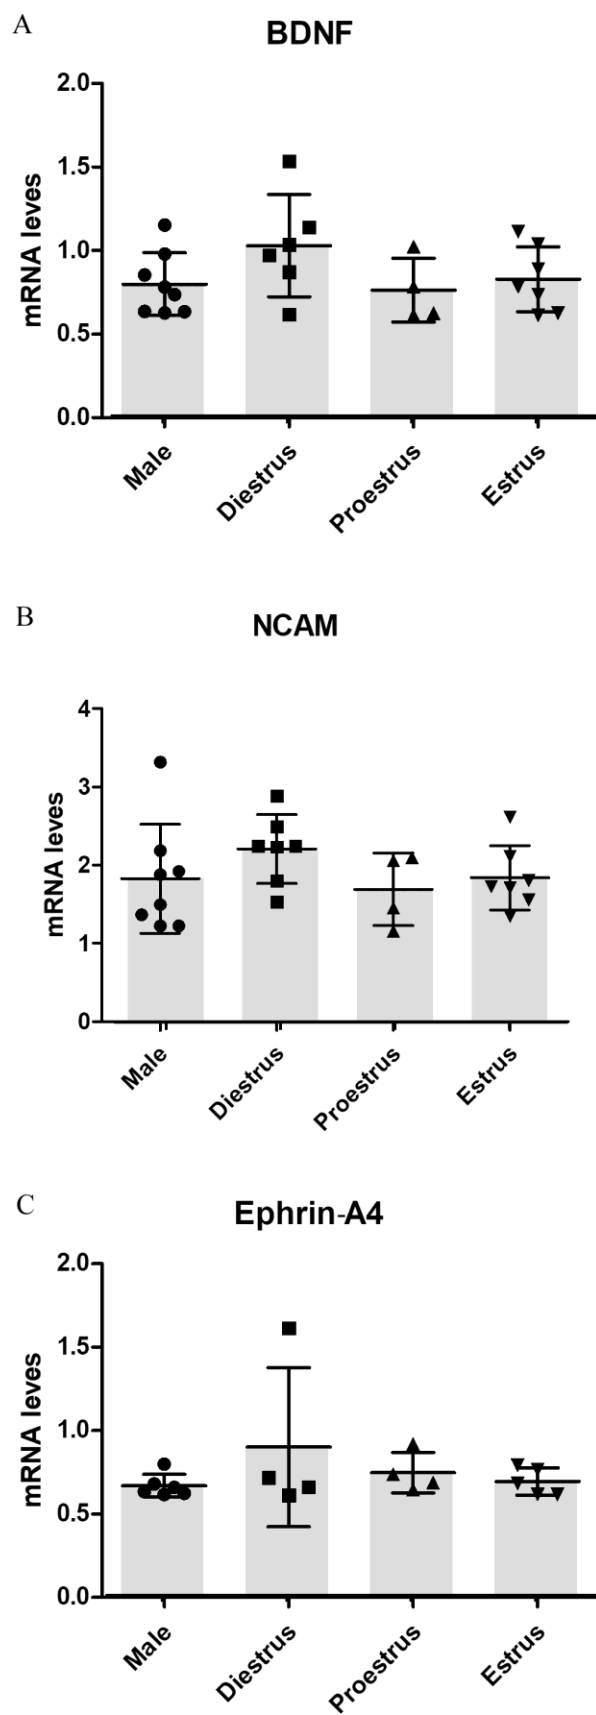 A
BDNF
2.0
1.5
1.0
0.5
0.0
mRNA leves
Male
Diestrus
Proestrus
Estrus
B
NCAM
4
3
2
1
0
mRNA leves
Male
Diestrus
Proestrus
Estrus
C
Ephrin-A4
2.0
1.5
1.0
0.5
0.0
mRNA leves
Male
Diestrus
Proestrus
Estrus